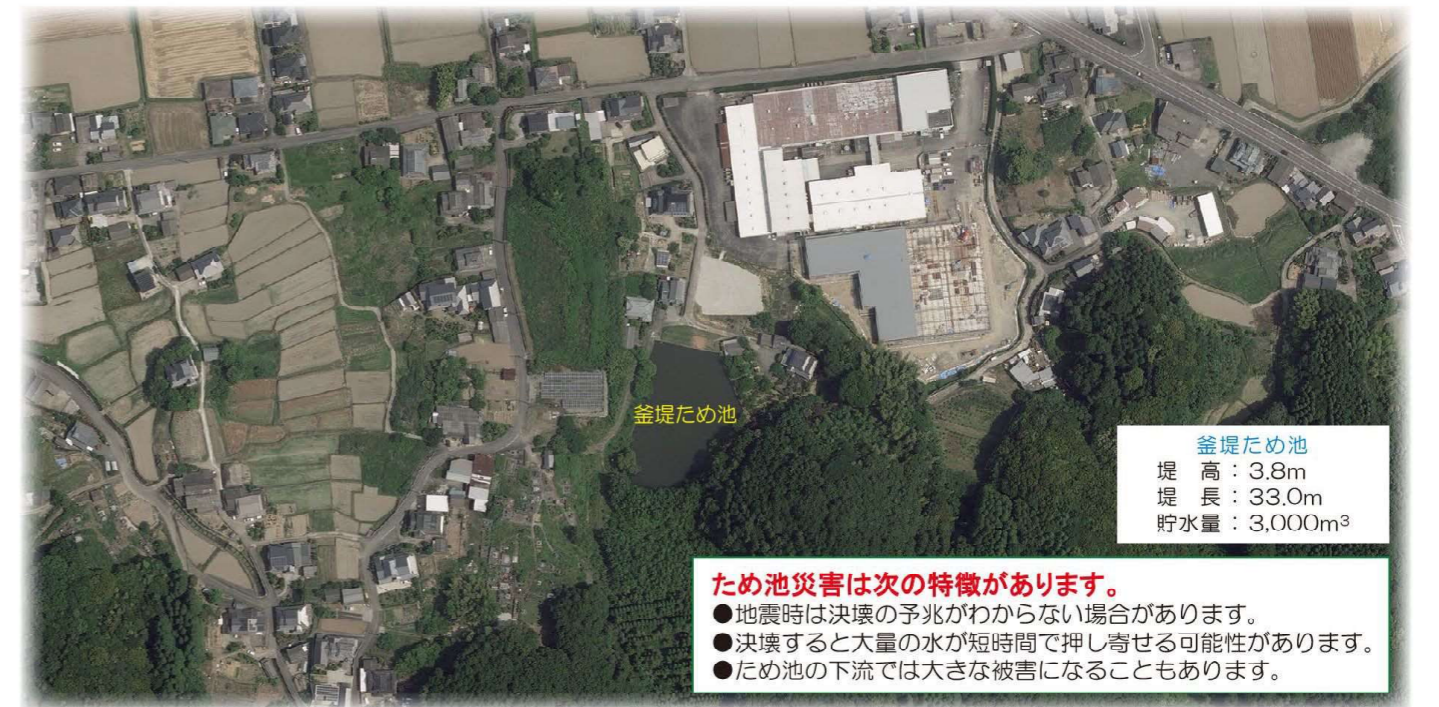 釜堤ため池
釜堤ため池
堤　高：3.8m
堤　長：33.0m
貯水量：3,000m³
ため池災害は次の特徴があります。
●地震時は決壊の予兆がわからない場合があります。
●決壊すると大量の水が短時間で押し寄せる可能性があります。
●ため池の下流では大きな被害になることもあります。